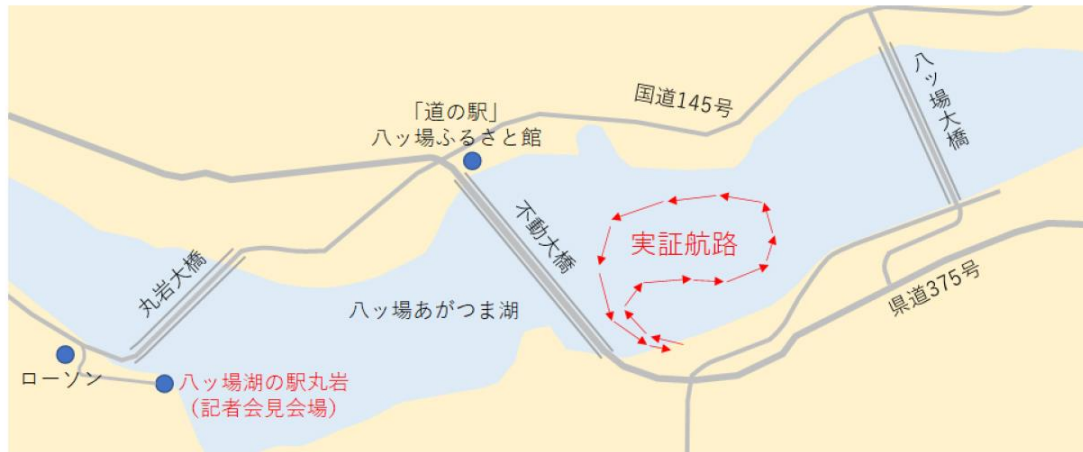 国道145号
八ッ場大橋
「道の駅」
八ッ場ふるさと館
不動大橋
実証航路
丸岩大橋
八ッ場あがつま湖
県道375号
ローソン
八ッ場湖の駅丸岩
（記者会見会場）